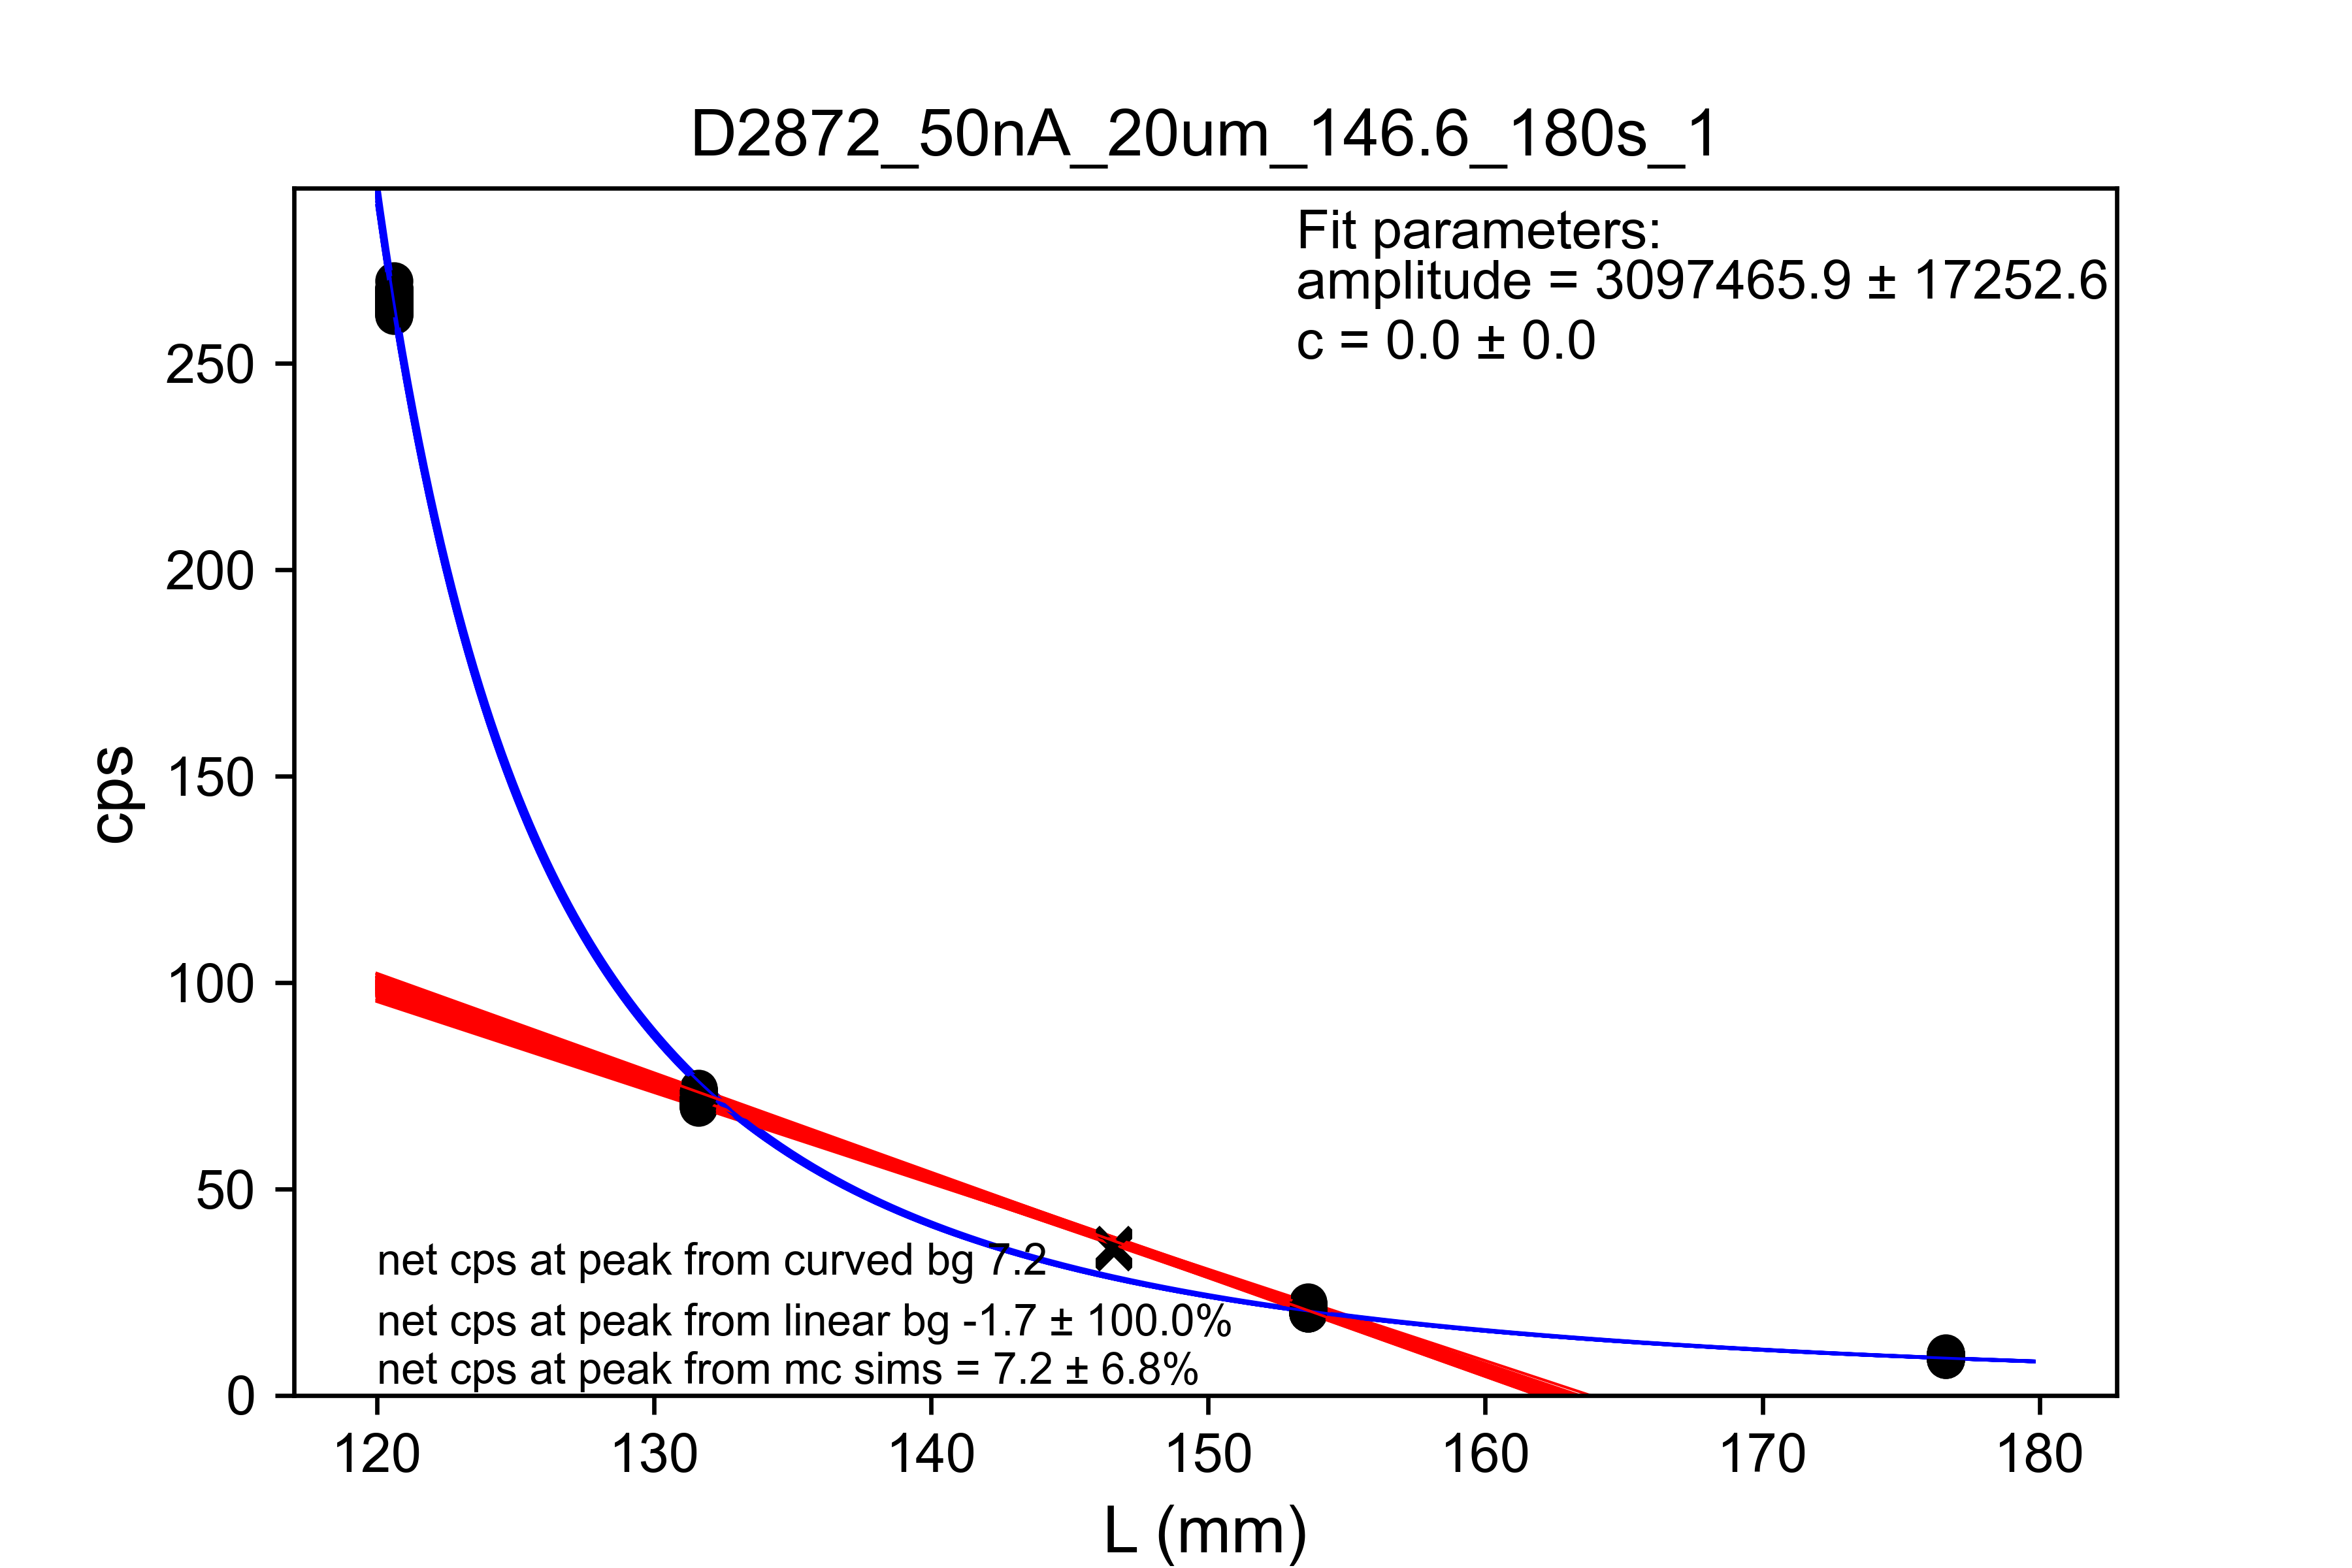 D2872_50nA_20um_146.6_180s_1
Fit parameters:
amplitude = 3097465.9 ± 17252.6
c = 0.0 ± 0.0
250
200
150
100
50
0
cps
net cps at peak from curved bg 7.2
net cps at peak from linear bg -1.7 ± 100.0%
net cps at peak from mc sims = 7.2 ± 6.8%
120 130 140 150 160 170 180
L (mm)